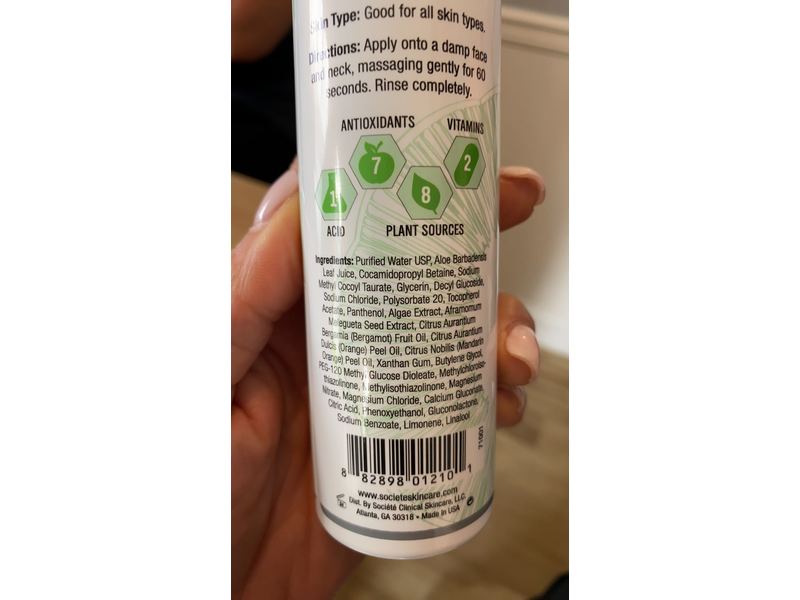 Skin Type: Good for all skin types.
Directions: Apply onto a damp face
and neck, massaging gently for 60
seconds. Rinse completely.
ANTIOXIDANTS
VITAMINS
7
2
1
8
ACID
PLANT SOURCES
Ingredients: Purified Water USP, Aloe Barbadensis
Leaf Juice, Cocamidopropyl Betaine, Sodium
Methyl Cocoyl Taurate, Glycerin, Decyl Glucoside,
Sodium Chloride, Polysorbate 20, Tocopherol
Acetate, Panthenol, Algae Extract, Aframomum
Melegueta Seed Extract, Citrus Aurantium
Bergamia (Bergamot) Fruit Oil, Citrus Aurantium
Dulcis (Orange) Peel Oil, Citrus Nobilis (Mandarin
Orange) Peel Oil, Xanthan Gum, Butylene Glycol,
PEG-120 Methyl Glucose Dioleate, Methylchloroiso-
thiazolinone, Methylisothiazolinone, Magnesium
Nitrate, Magnesium Chloride, Calcium Gluconate,
Citric Acid, Phenoxyethanol, Gluconolactone,
Sodium Benzoate, Limonene, Linalool
71001
8 82898 01210 1
www.societeskincare.com
Dist. By Société Clinical Skincare, LLC.
Atlanta, GA 30318 • Made in USA